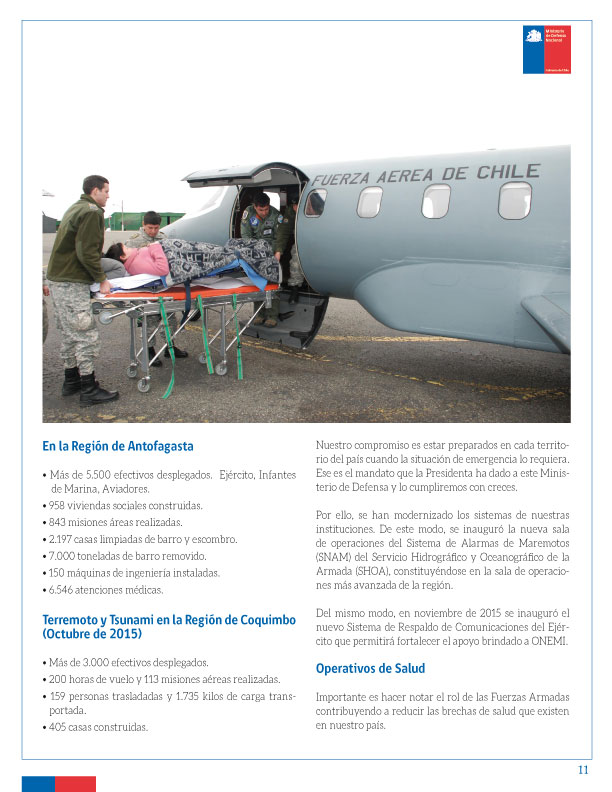 Ministerio
de Defensa
Nacional
Gobierno de Chile
FUERZA AEREA DE CHILE
En la Región de Antofagasta
• Más de 5.500 efectivos desplegados. Ejército, Infantes
de Marina, Aviadores.
• 958 viviendas sociales construidas.
• 843 misiones áreas realizadas.
• 2.197 casas limpiadas de barro y escombro.
• 7.000 toneladas de barro removido.
• 150 máquinas de ingeniería instaladas.
• 6.546 atenciones médicas.
Terremoto y Tsunami en la Región de Coquimbo
(Octubre de 2015)
• Más de 3.000 efectivos desplegados.
• 200 horas de vuelo y 113 misiones aéreas realizadas.
• 159 personas trasladadas y 1.735 kilos de carga trans-
portada.
• 405 casas construidas.
Nuestro compromiso es estar preparados en cada territo-
rio del país cuando la situación de emergencia lo requiera.
Ese es el mandato que la Presidenta ha dado a este Minis-
terio de Defensa y lo cumpliremos con creces.
Por ello, se han modernizado los sistemas de nuestras
instituciones. De este modo, se inauguró la nueva sala
de operaciones del Sistema de Alarmas de Maremotos
(SNAM) del Servicio Hidrográfico y Oceanográfico de la
Armada (SHOA), constituyéndose en la sala de operacio-
nes más avanzada de la región.
Del mismo modo, en noviembre de 2015 se inauguró el
nuevo Sistema de Respaldo de Comunicaciones del Ejér-
cito que permitirá fortalecer el apoyo brindado a ONEMI.
Operativos de Salud
Importante es hacer notar el rol de las Fuerzas Armadas
contribuyendo a reducir las brechas de salud que existen
en nuestro país.
11